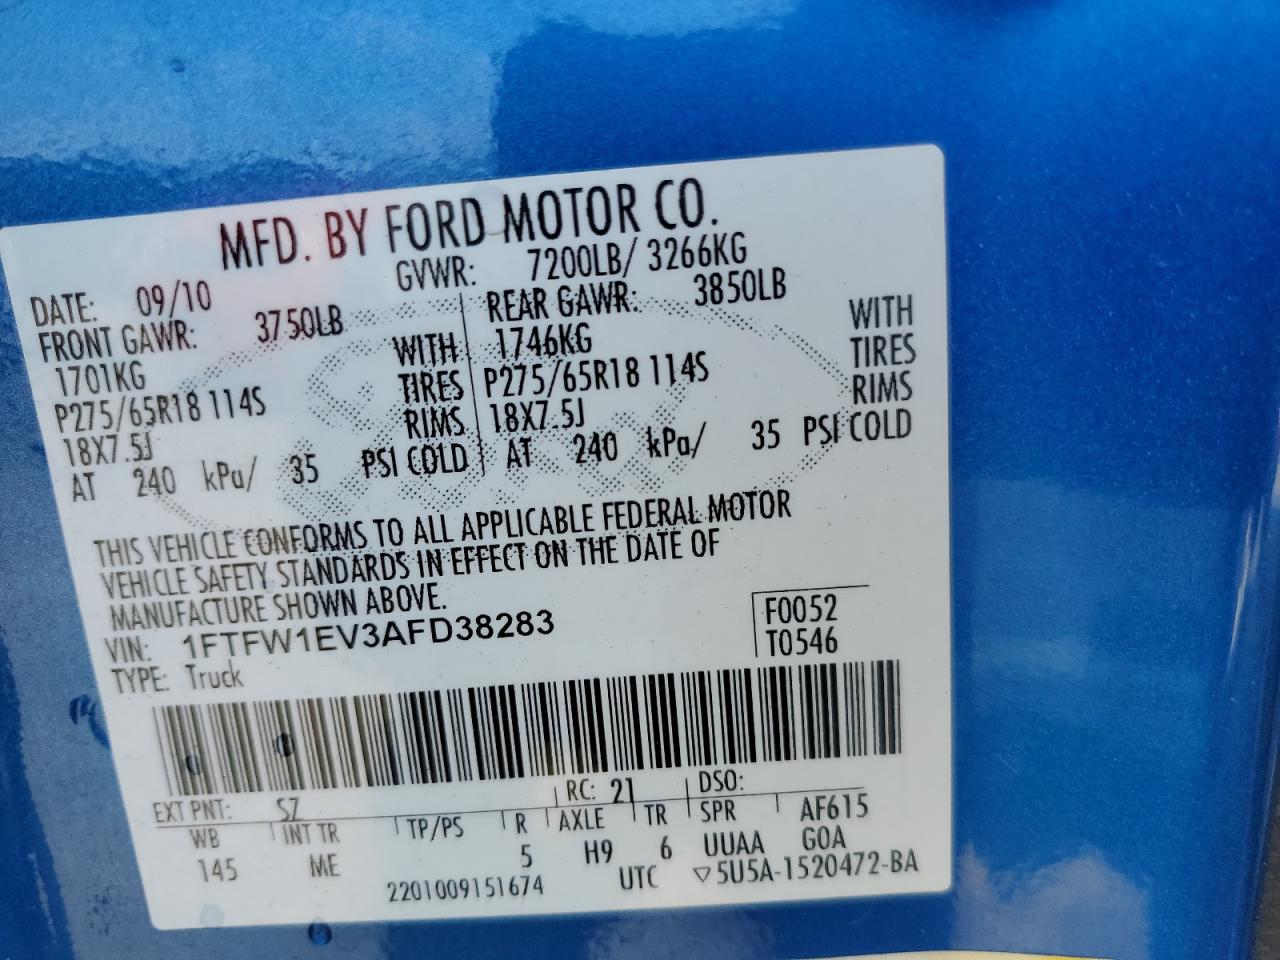 MFD. BY FORD MOTOR CO.
DATE: 09/10 GVWR: 7200LB/ 3266KG
FRONT GAWR: 3750LB REAR GAWR: 3850LB
1701KG WITH 1746KG WITH
P275/65R18 114S TIRES P275/65R18 114S TIRES
18X7.5J RIMS 18X7.5J RIMS
AT 240 kPa/ 35 PSI COLD AT 240 kPa/ 35 PSI COLD
THIS VEHICLE CONFORMS TO ALL APPLICABLE FEDERAL MOTOR
VEHICLE SAFETY STANDARDS IN EFFECT ON THE DATE OF
MANUFACTURE SHOWN ABOVE.
VIN: 1FTFW1EV3AFD38283 F0052
TYPE: Truck T0546
EXT PNT: SZ RC: 21 DSO:
WB INT TR TP/PS R AXLE TR SPR AF615
145 ME 5 H9 6 UUAA GOA
2201009151674 UTC ▽5U5A-1520472-BA